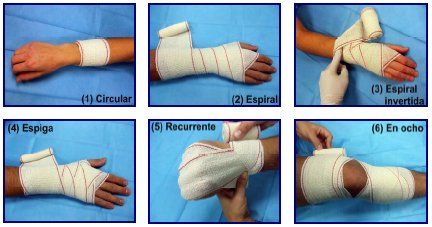 (1) Circular
(2) Espiral
(3) Espiral
invertida
(4) Espiga
(5) Recurrente
(6) En ocho